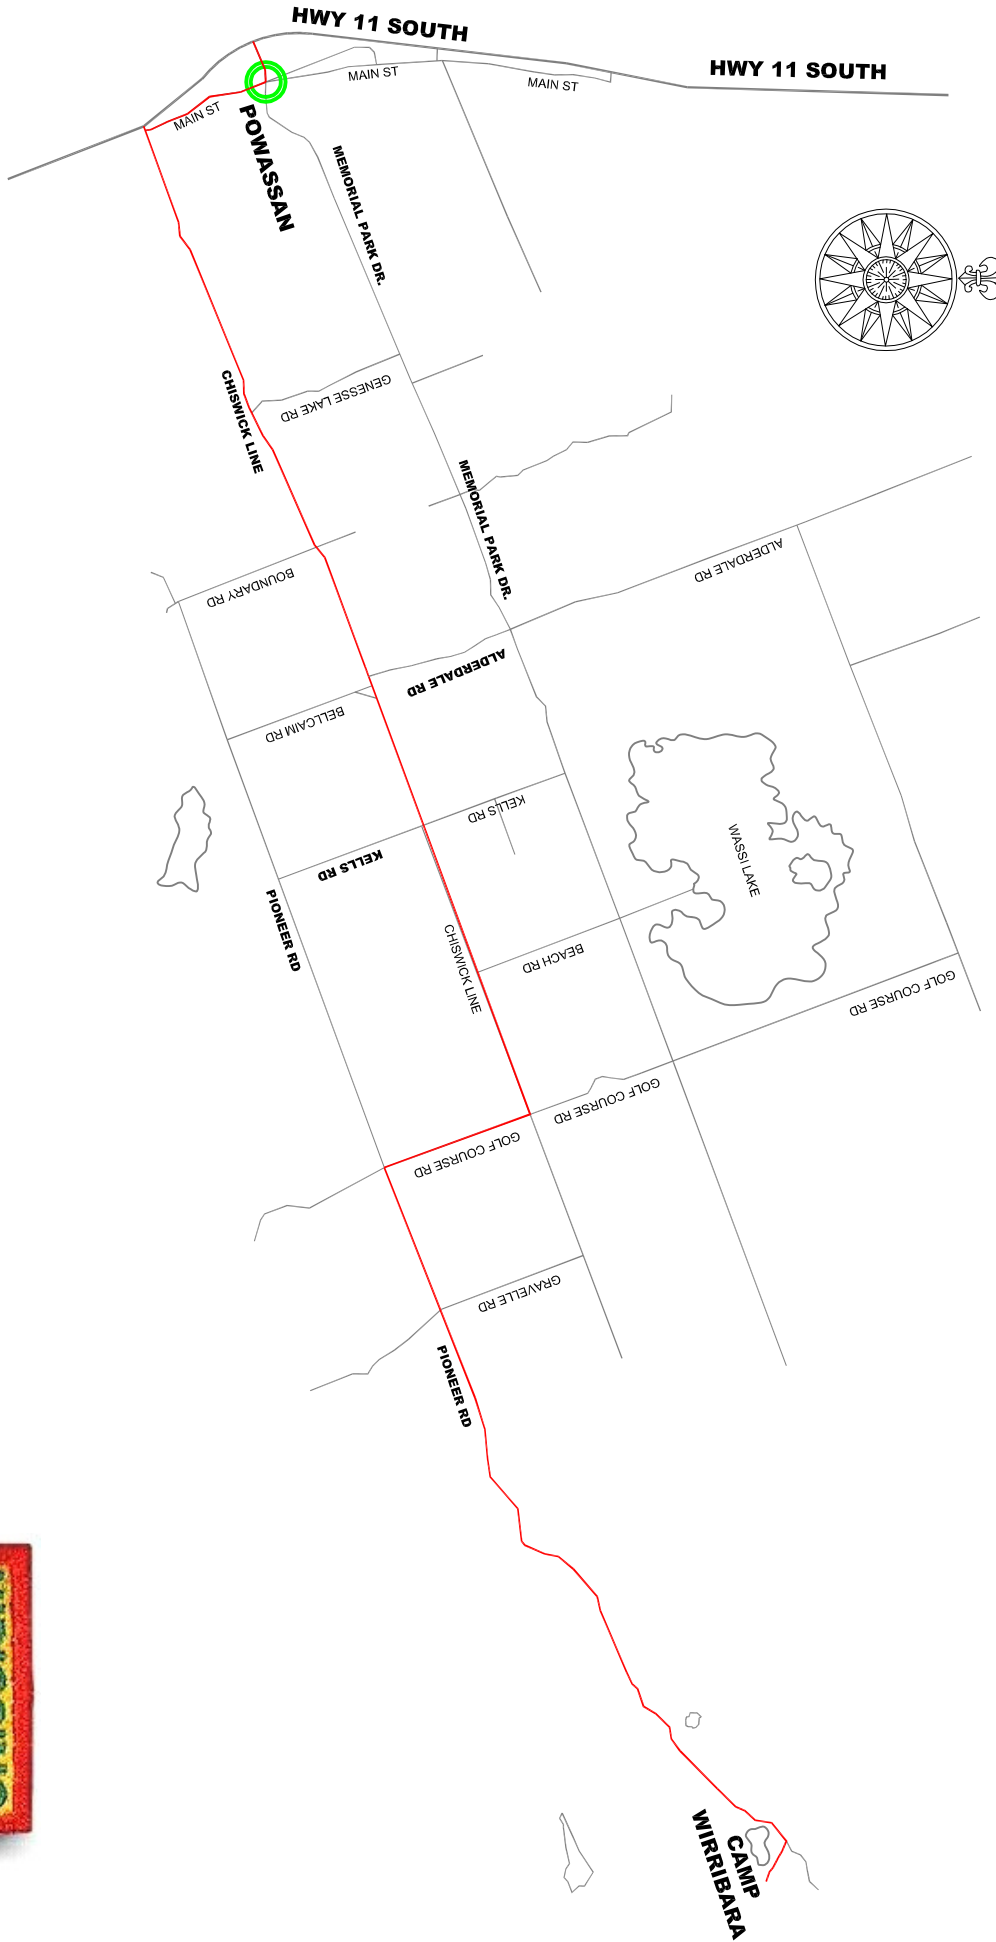 HWY 11 SOUTH
HWY 11 SOUTH
MAIN ST
MAIN ST
MAIN ST
POWASSAN
MEMORIAL PARK DR.
CHISWICK LINE
GENESSE LAKE RD
MEMORIAL PARK DR.
BOUNDARY RD
ALDERDALE RD
ALDERDALE RD
BELLCAIM RD
KELLS RD
KELLS RD
WASSI LAKE
PIONEER RD
CHISWICK LINE
BEACH RD
GOLF COURSE RD
GOLF COURSE RD
GOLF COURSE RD
GRAVELLE RD
PIONEER RD
CAMP
WIRRIBARA